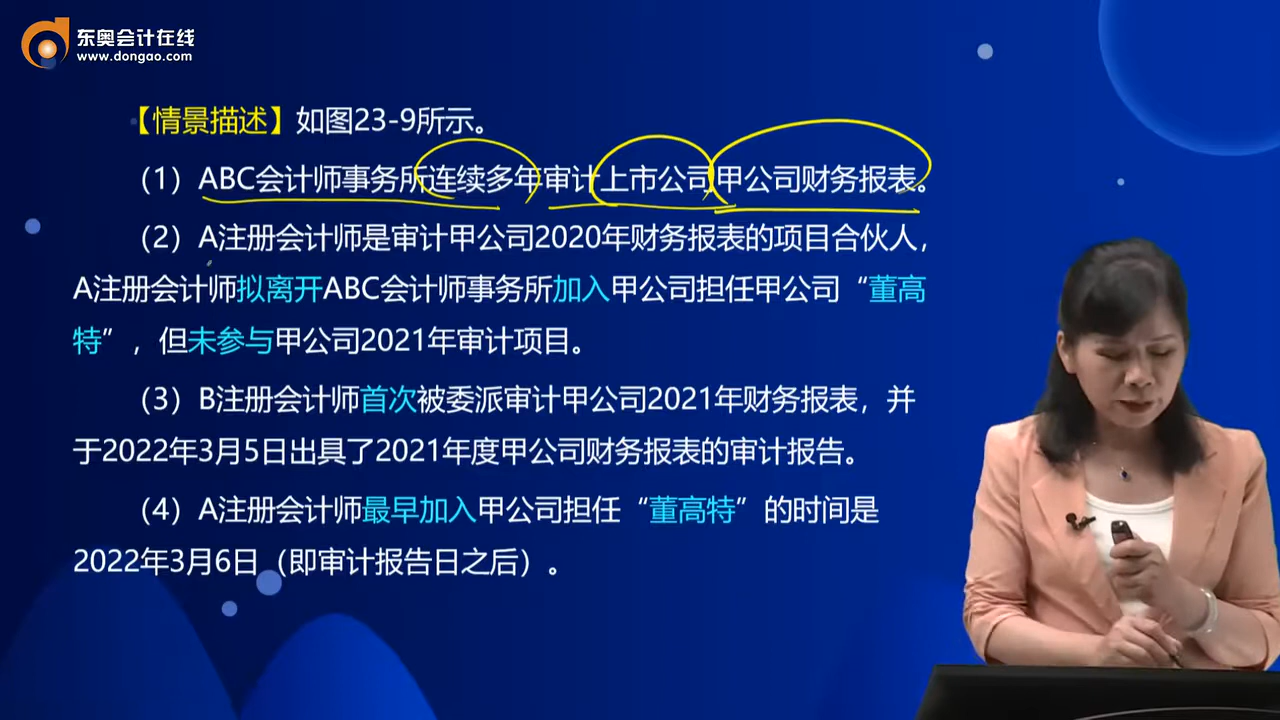 东奥会计在线
www.dongao.com
【情景描述】如图23-9所示。
（1）ABC会计师事务所连续多年审计上市公司甲公司财务报表。
（2）A注册会计师是审计甲公司2020年财务报表的项目合伙人，
A注册会计师拟离开ABC会计师事务所加入甲公司担任甲公司“董高
特”，但未参与甲公司2021年审计项目。
（3）B注册会计师首次被委派审计甲公司2021年财务报表，并
于2022年3月5日出具了2021年度甲公司财务报表的审计报告。
（4）A注册会计师最早加入甲公司担任“董高特”的时间是
2022年3月6日（即审计报告日之后）。